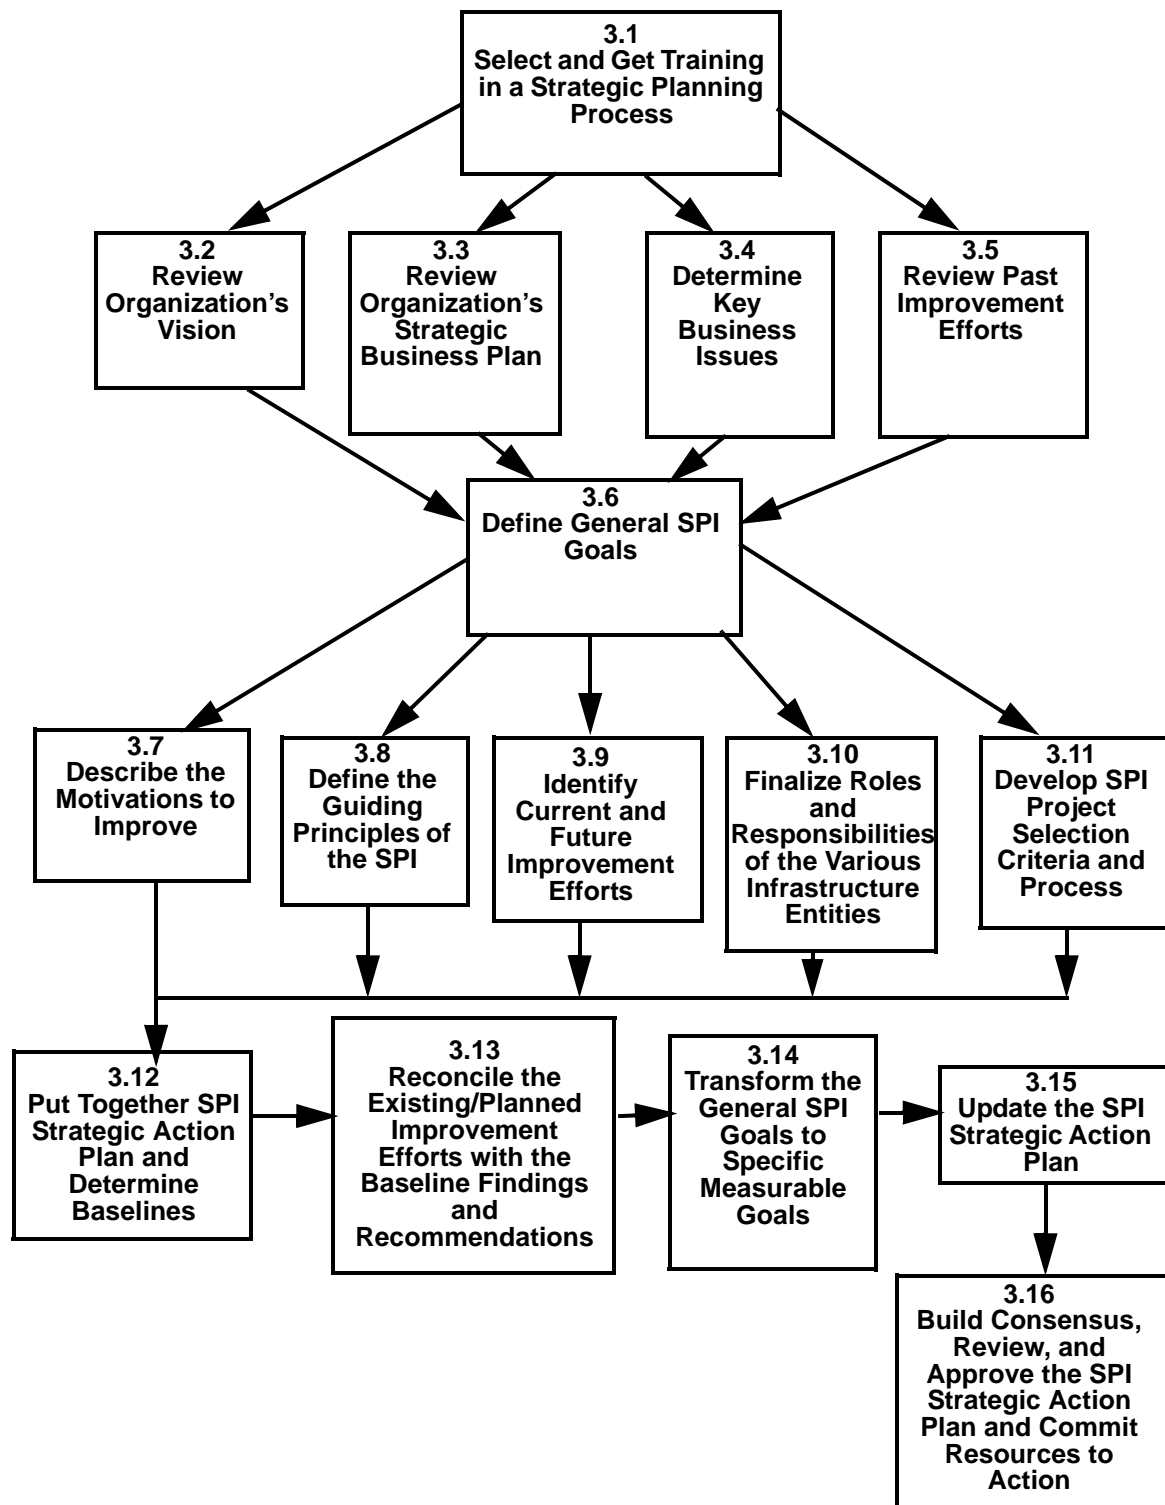 3.1
Select and Get Training
in a Strategic Planning
Process
3.2
Review
Organization’s
Vision
3.3
Review
Organization’s
Strategic
Business Plan
3.4
Determine
Key
Business
Issues
3.5
Review Past
Improvement
Efforts
3.6
Define General SPI
Goals
3.7
Describe the
Motivations to
Improve
3.8
Define the
Guiding
Principles of
the SPI
3.9
Identify
Current and
Future
Improvement
Efforts
3.10
Finalize Roles
and
Responsibilities
of the Various
Infrastructure
Entities
3.11
Develop SPI
Project
Selection
Criteria and
Process
3.12
Put Together SPI
Strategic Action
Plan and
Determine
Baselines
3.13
Reconcile the
Existing/Planned
Improvement
Efforts with the
Baseline Findings
and
Recommendations
3.14
Transform the
General SPI
Goals to
Specific
Measurable
Goals
3.15
Update the SPI
Strategic Action
Plan
3.16
Build Consensus,
Review, and
Approve the SPI
Strategic Action
Plan and Commit
Resources to
Action